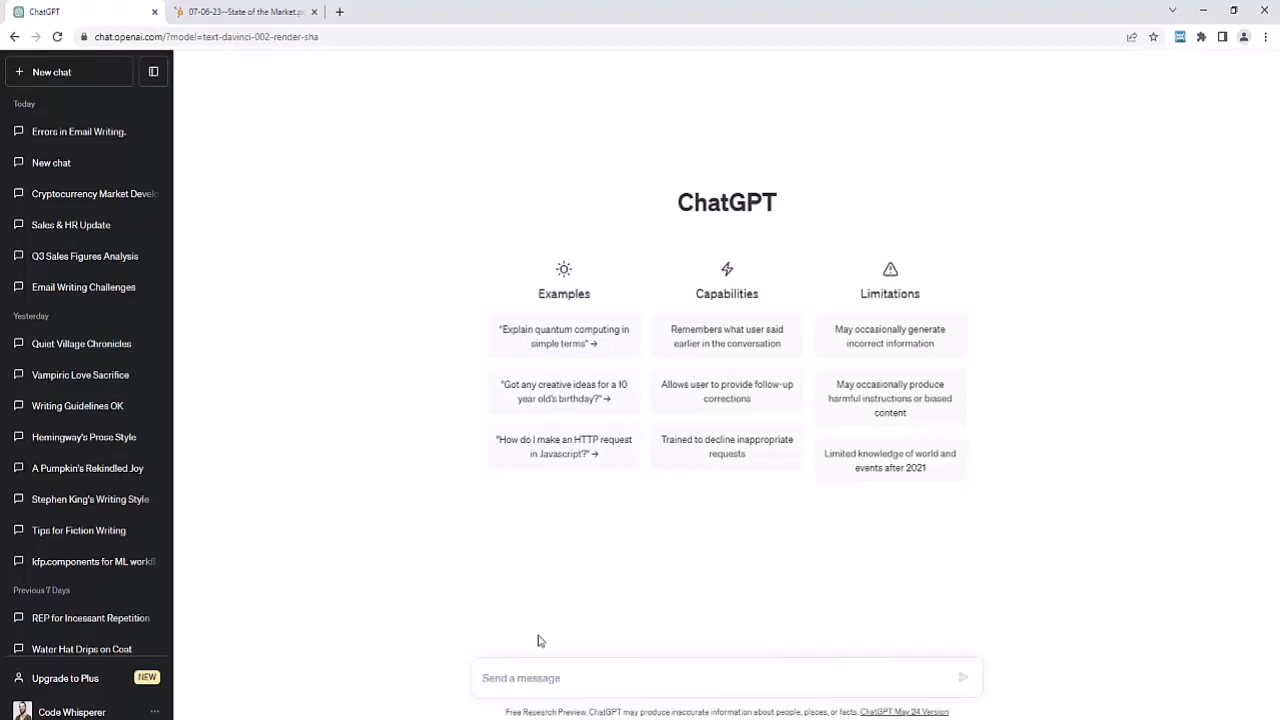 ChatGPT
07-06-23--State of the Market.p
chat.openai.com/?model=text-davinci-002-render-sha
New chat
Today
Errors in Email Writing.
New chat
Cryptocurrency Market Develo
Sales & HR Update
Q3 Sales Figures Analysis
Email Writing Challenges
Yesterday
Quiet Village Chronicles
Vampiric Love Sacrifice
Writing Guidelines OK
Hemingway's Prose Style
A Pumpkin's Rekindled Joy
Stephen King's Writing Style
Tips for Fiction Writing
kfp.components for ML workf
Previous 7 Days
REP for Incessant Repetition
Water Hat Drips on Coat
Upgrade to Plus
NEW
Code Whisperer
ChatGPT
Examples
Capabilities
Limitations
"Explain quantum computing in
simple terms" →
Remembers what user said
earlier in the conversation
May occasionally generate
incorrect information
"Got any creative ideas for a 10
year old's birthday?" →
Allows user to provide follow-up
corrections
May occasionally produce
harmful instructions or biased
content
"How do I make an HTTP request
in Javascript?" →
Trained to decline inappropriate
requests
Limited knowledge of world and
events after 2021
Send a message
Free Research Preview. ChatGPT may produce inaccurate information about people, places, or facts. ChatGPT May 24 Version